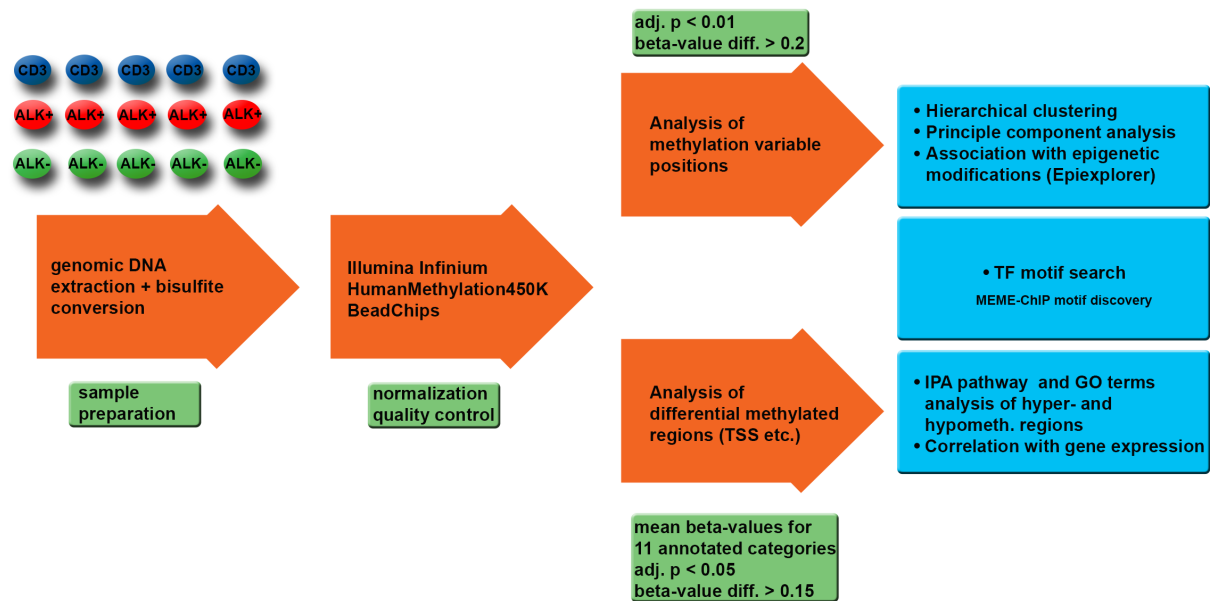 CD3 CD3 CD3 CD3 CD3
ALK+ ALK+ ALK+ ALK+ ALK+
ALK- ALK- ALK- ALK- ALK-
genomic DNA
extraction + bisulfite
conversion
sample
preparation
Illumina Infinium
HumanMethylation450K
BeadChips
normalization
quality control
adj. p < 0.01
beta-value diff. > 0.2
Analysis of
methylation variable
positions
Analysis of
differential methylated
regions (TSS etc.)
mean beta-values for
11 annotated categories
adj. p < 0.05
beta-value diff. > 0.15
• Hierarchical clustering
• Principle component analysis
• Association with epigenetic
modifications (Epiexplorer)
• TF motif search
MEME-ChIP motif discovery
• IPA pathway and GO terms
analysis of hyper- and
hypometh. regions
• Correlation with gene expression